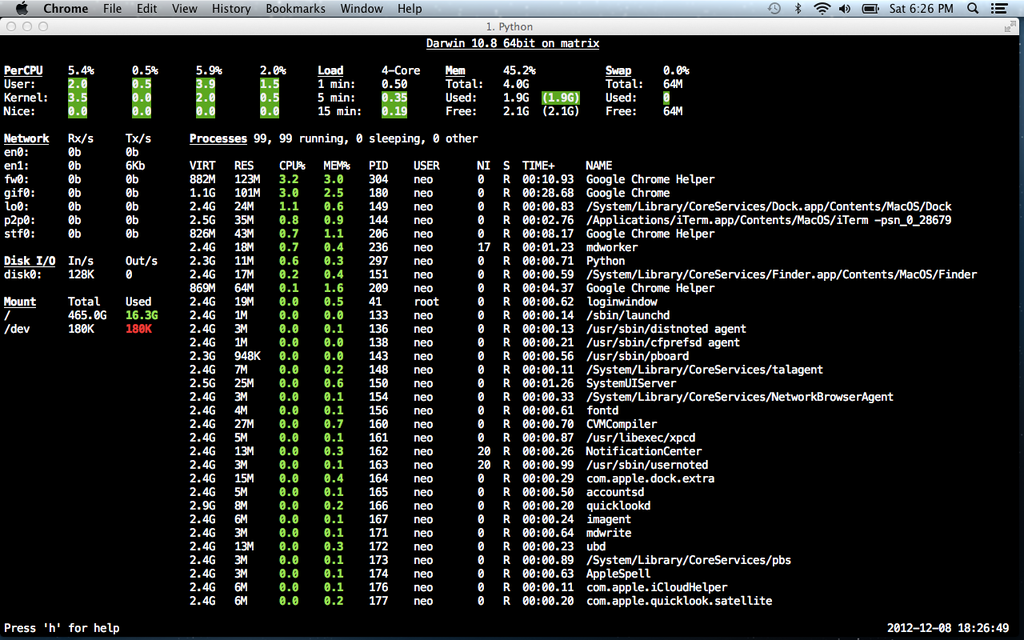 Chrome File Edit View History Bookmarks Window Help Sat 6:26 PM
1. Python
Darwin 10.8 64bit on matrix
PerCPU 5.4% 0.5% 5.9% 2.0% Load 4-Core Mem 45.2% Swap 0.0%
User: 2.0 0.5 3.9 1.5 1 min: 0.50 Total: 4.0G Total: 64M
Kernel: 3.5 0.0 2.0 0.5 5 min: 0.35 Used: 1.9G (1.9G) Used: 0
Nice: 0.0 0.0 0.0 0.0 15 min: 0.19 Free: 2.1G (2.1G) Free: 64M
Network Rx/s Tx/s Processes 99, 99 running, 0 sleeping, 0 other
en0: 0b 0b
en1: 0b 6Kb VIRT RES CPU% MEM% PID USER NI S TIME+ NAME
fw0: 0b 0b 882M 123M 3.2 3.0 304 neo 0 R 00:10.93 Google Chrome Helper
gif0: 0b 0b 1.1G 101M 3.0 2.5 180 neo 0 R 00:28.68 Google Chrome
lo0: 0b 0b 2.4G 24M 1.1 0.6 149 neo 0 R 00:00.83 /System/Library/CoreServices/Dock.app/Contents/MacOS/Dock
p2p0: 0b 0b 2.5G 35M 0.8 0.9 144 neo 0 R 00:02.76 /Applications/iTerm.app/Contents/MacOS/iTerm -psn_0_28679
stf0: 0b 0b 826M 43M 0.7 1.1 206 neo 0 R 00:08.17 Google Chrome Helper
2.4G 18M 0.7 0.4 236 neo 17 R 00:01.23 mdworker
Disk I/O In/s Out/s 2.3G 11M 0.6 0.3 297 neo 0 R 00:00.71 Python
disk0: 128K 0 2.4G 17M 0.2 0.4 151 neo 0 R 00:00.59 /System/Library/CoreServices/Finder.app/Contents/MacOS/Finder
869M 64M 0.1 1.6 209 neo 0 R 00:04.37 Google Chrome Helper
Mount Total Used 2.4G 19M 0.0 0.5 41 root 0 R 00:00.62 loginwindow
/ 465.0G 16.3G 2.4G 1M 0.0 0.0 133 neo 0 R 00:00.14 /sbin/launchd
/dev 180K 180K 2.4G 3M 0.0 0.1 136 neo 0 R 00:00.13 /usr/sbin/distnoted agent
2.4G 1M 0.0 0.0 138 neo 0 R 00:00.21 /usr/sbin/cfprefsd agent
2.3G 948K 0.0 0.0 143 neo 0 R 00:00.56 /usr/sbin/pboard
2.4G 7M 0.0 0.2 148 neo 0 R 00:00.11 /System/Library/CoreServices/talagent
2.5G 25M 0.0 0.6 150 neo 0 R 00:01.26 SystemUIServer
2.4G 3M 0.0 0.1 154 neo 0 R 00:00.33 /System/Library/CoreServices/NetworkBrowserAgent
2.4G 4M 0.0 0.1 156 neo 0 R 00:00.61 fontd
2.4G 27M 0.0 0.7 160 neo 0 R 00:00.70 CVMCompiler
2.4G 5M 0.0 0.1 161 neo 0 R 00:00.87 /usr/libexec/xpcd
2.4G 13M 0.0 0.3 162 neo 20 R 00:00.26 NotificationCenter
2.4G 3M 0.0 0.1 163 neo 20 R 00:00.99 /usr/sbin/usernoted
2.4G 15M 0.0 0.4 164 neo 0 R 00:00.29 com.apple.dock.extra
2.4G 5M 0.0 0.1 165 neo 0 R 00:00.50 accountsd
2.9G 8M 0.0 0.2 166 neo 0 R 00:00.20 quicklookd
2.4G 6M 0.0 0.1 167 neo 0 R 00:00.24 imagent
2.4G 3M 0.0 0.1 171 neo 0 R 00:00.64 mdwrite
2.4G 13M 0.0 0.3 172 neo 0 R 00:00.23 ubd
2.4G 3M 0.0 0.1 173 neo 0 R 00:00.89 /System/Library/CoreServices/pbs
2.4G 3M 0.0 0.1 174 neo 0 R 00:00.63 AppleSpell
2.4G 6M 0.0 0.1 176 neo 0 R 00:00.11 com.apple.iCloudHelper
2.4G 6M 0.0 0.2 177 neo 0 R 00:00.20 com.apple.quicklook.satellite
Press 'h' for help 2012-12-08 18:26:49